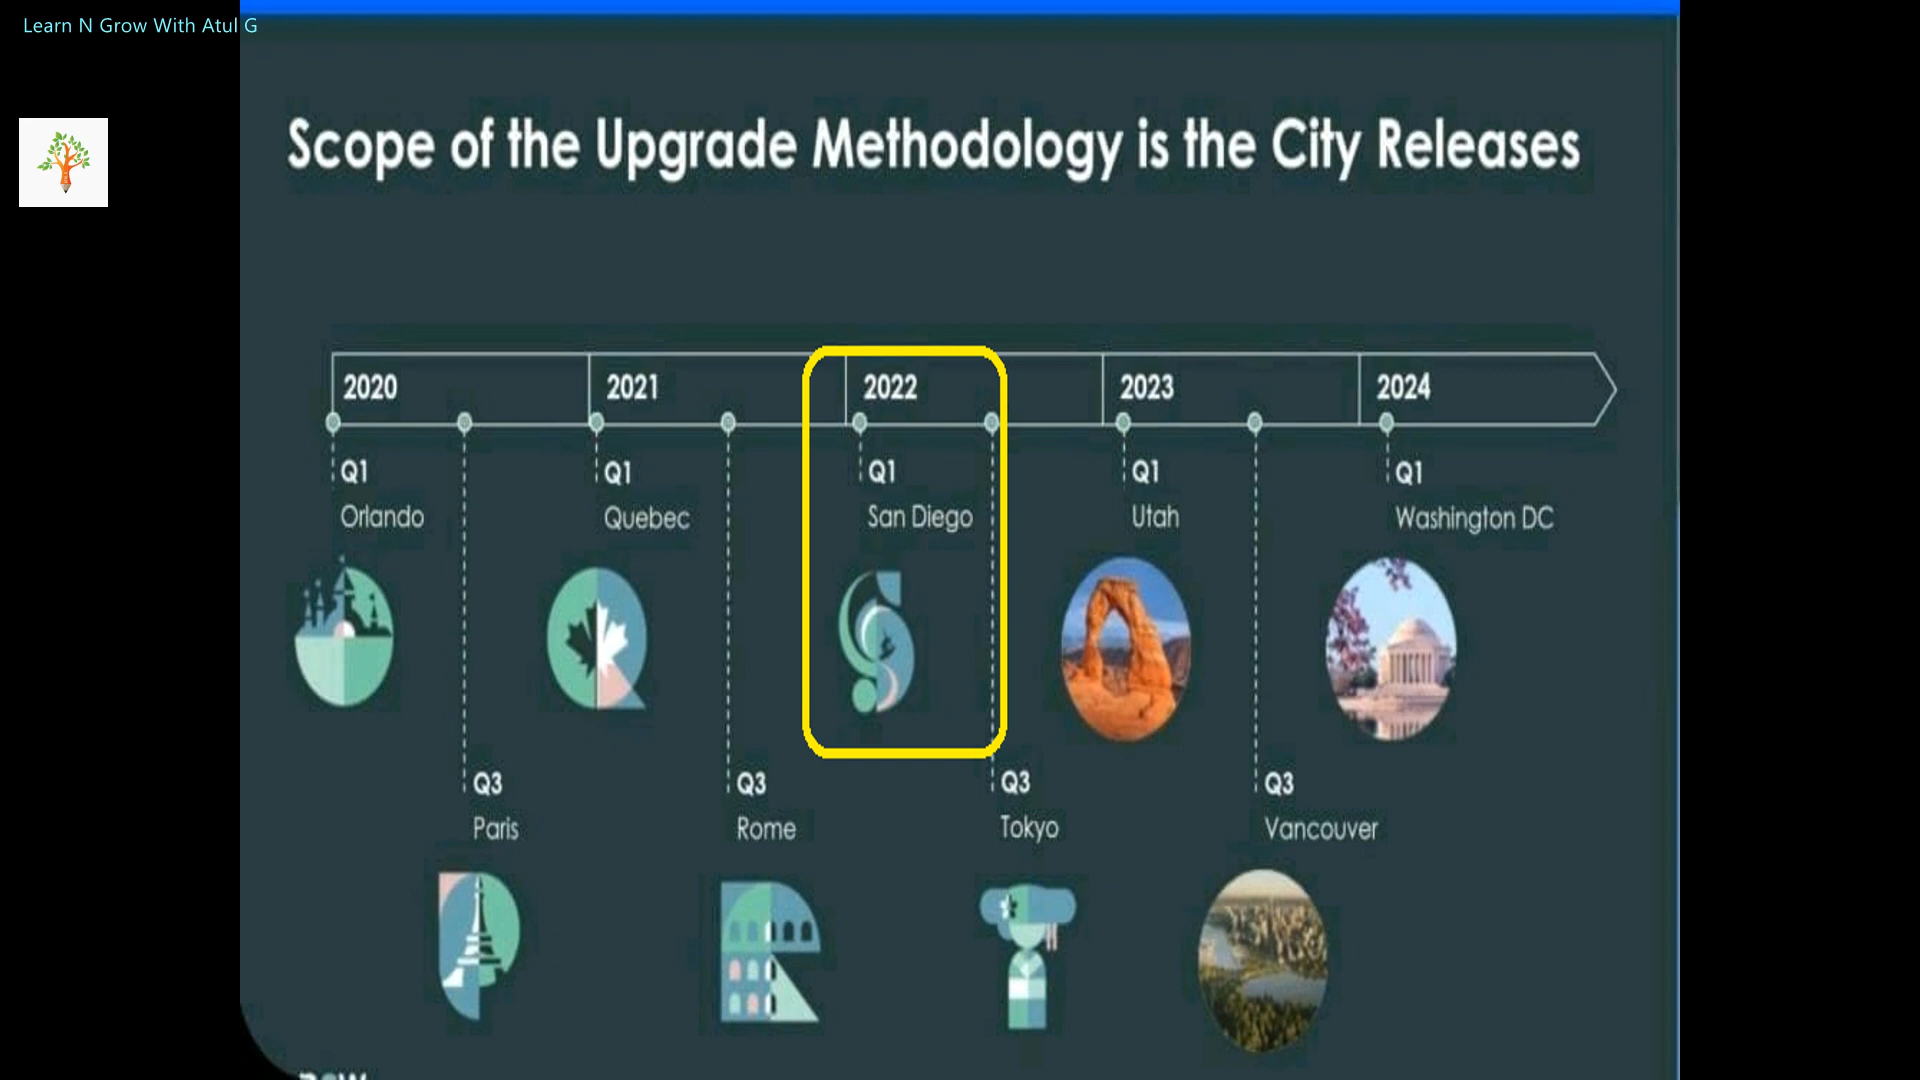 Learn N Grow With Atul G
Scope of the Upgrade Methodology is the City Releases
2020 2021 2022 2023 2024
Q1 Q1 Q1 Q1 Q1
Orlando Quebec San Diego Utah Washington DC
Q3 Q3 Q3 Q3
Paris Rome Tokyo Vancouver